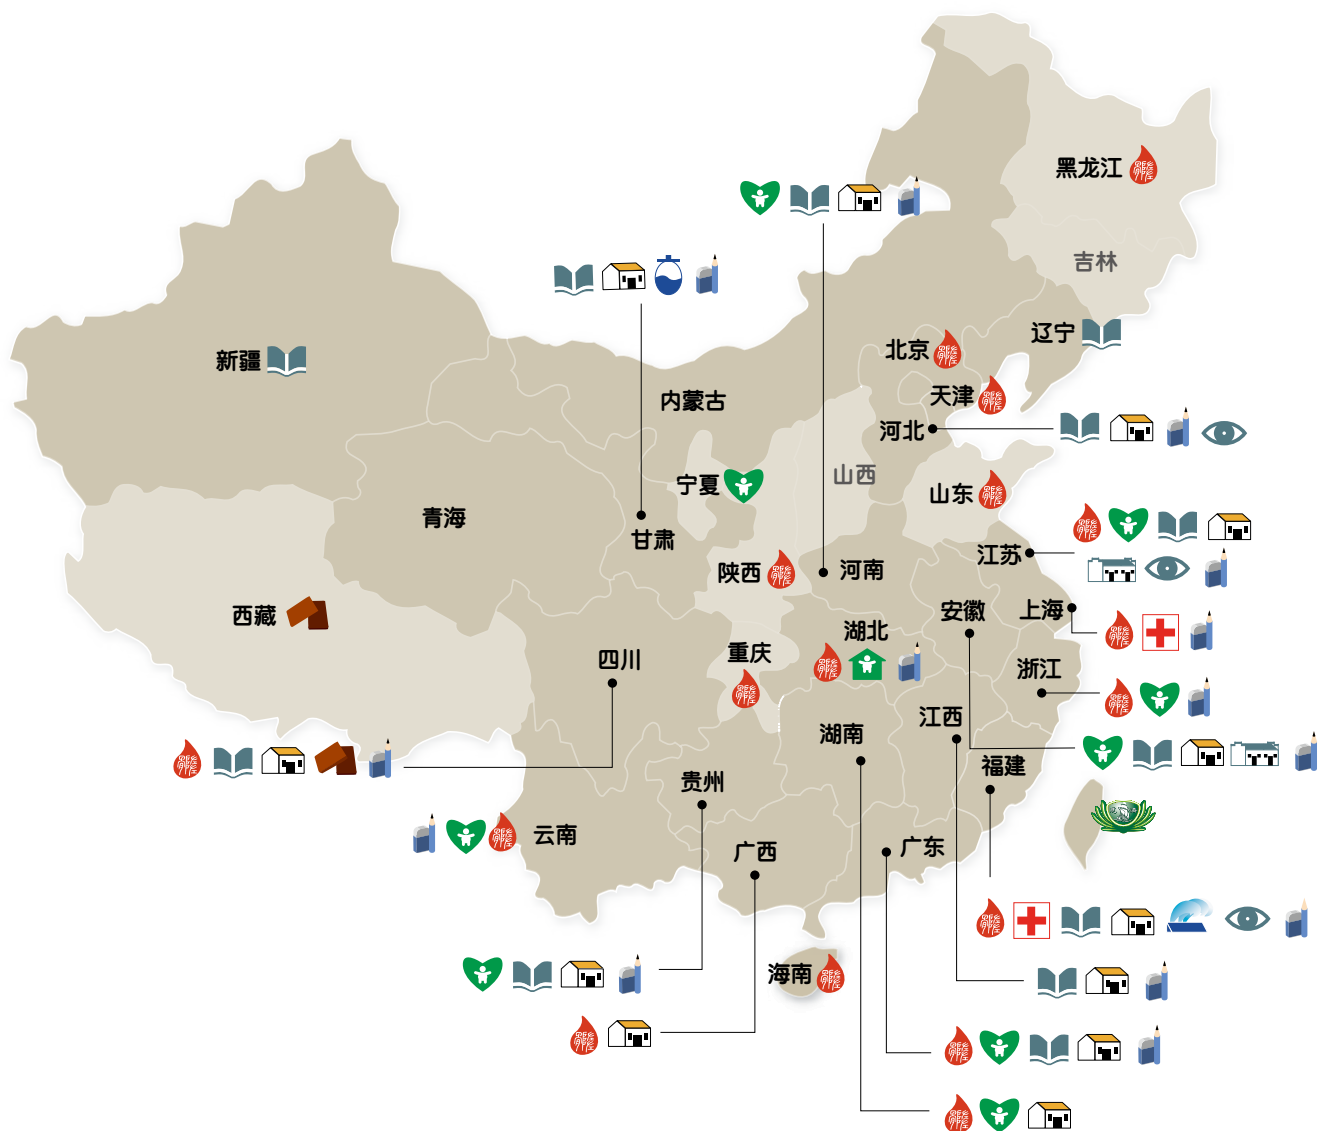 黑龙江
吉林
辽宁
北京
新疆
天津
内蒙古
河北
山西
宁夏
山东
青海
甘肃
江苏
陕西
河南
西藏
安徽
上海
湖北
重庆
四川
浙江
江西
湖南
福建
贵州
云南
广西
广东
海南